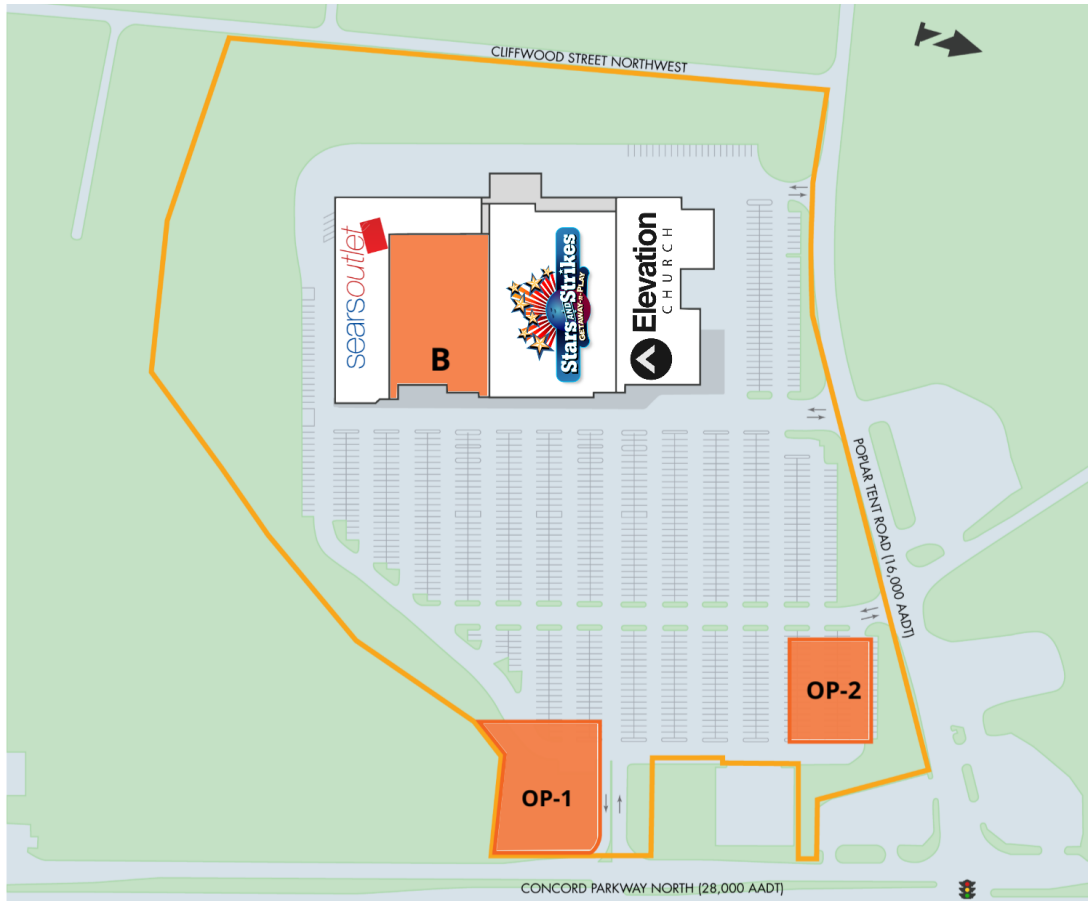 CLIFFWOOD STREET NORTHWEST
searsoutlet
B
Stars AND Strikes
GETAWAY-N-PLAY
Elevation
CHURCH
POPLAR TENT ROAD (16,000 AADT)
OP-2
OP-1
CONCORD PARKWAY NORTH (28,000 AADT)